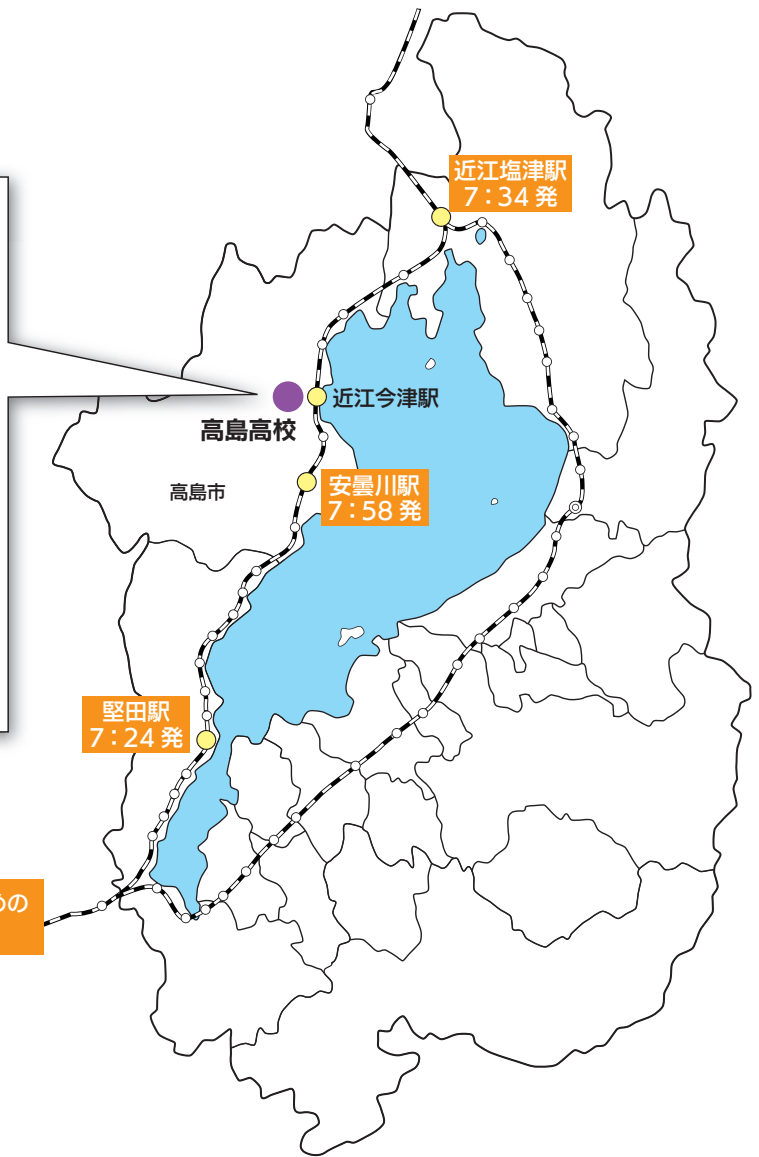 近江塩津駅
7：34 発
近江今津駅
高島高校
高島市
安曇川駅
7：58 発
堅田駅
7：24 発
の